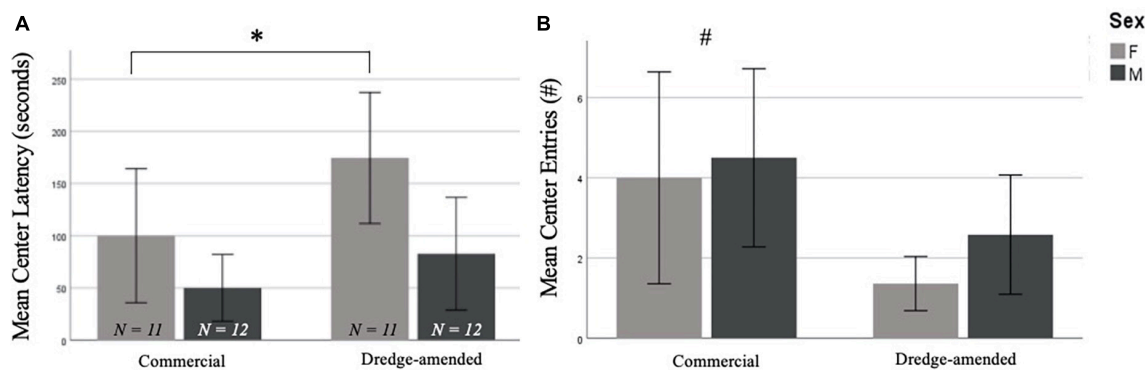 A
*
Mean Center Latency (seconds)
250
200
150
100
50
0
N = 11
N = 12
N = 11
N = 12
Commercial
Dredge-amended
B
#
Mean Center Entries (#)
6
4
2
0
Commercial
Dredge-amended
Sex
F
M